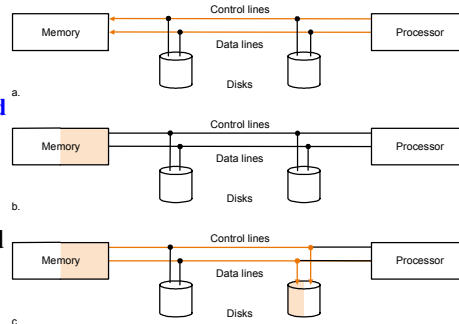 Control lines
Memory
Processor
Data lines
Disks
a.
d
Control lines
Memory
Processor
Data lines
Disks
b.
d
Control lines
Memory
Processor
Data lines
Disks
c.